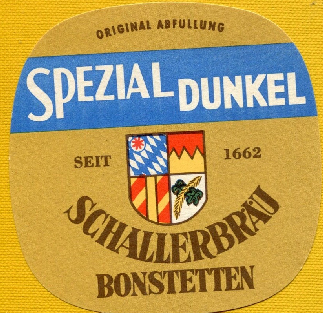 ORIGINAL ABFÜLLUNG
SPEZIAL DUNKEL
SEIT 1662
SCHALLERBRÄU
BONSTETTEN